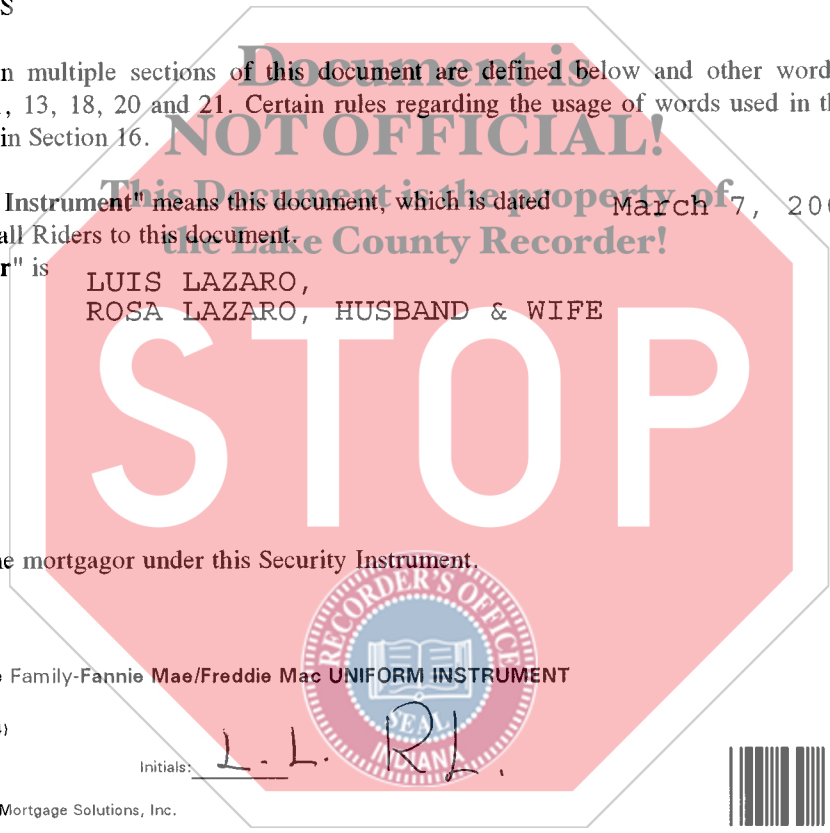 S
n multiple sections of this document are defined below and other word
Document is
, 13, 18, 20 and 21. Certain rules regarding the usage of words used in th
in Section 16.
NOT OFFICIAL!
Instrument" means this document, which is dated March 7, 200
This Document is the property of
all Riders to this document.
the Lake County Recorder!
r" is
LUIS LAZARO,
ROSA LAZARO, HUSBAND & WIFE
STOP
e mortgagor under this Security Instrument.
RECORDER'S OFFICE
SEAL
INDIANA
e Family-Fannie Mae/Freddie Mac UNIFORM INSTRUMENT
)
Initials: L. L. R L.
Mortgage Solutions, Inc.